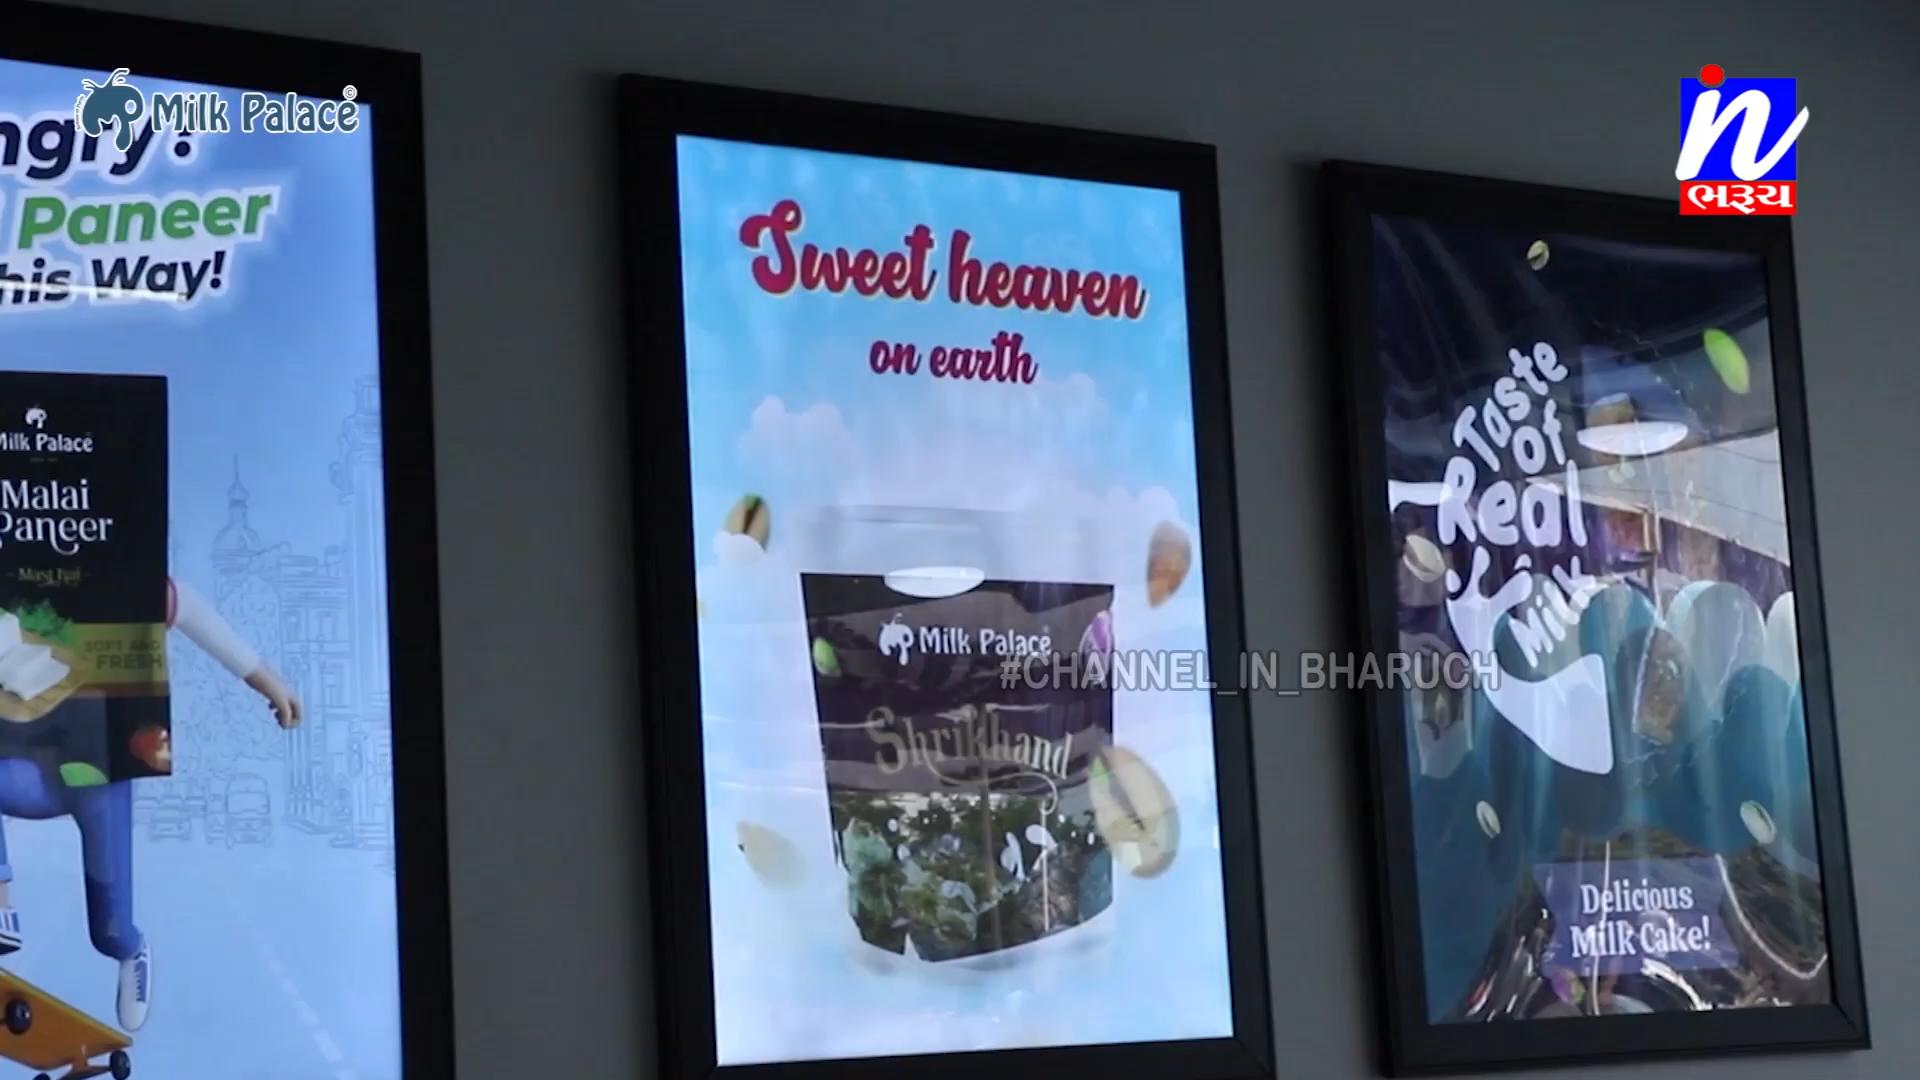 Milk Palace
ngry?
Paneer
his Way!
Milk Palace
Malai
Paneer
SOFT AND
FRESH
Sweet heaven
on earth
Milk Palace
Shrikhand
Taste
of
Real
Milk
Delicious
Milk Cake!
#CHANNEL_IN_BHARUCH
in
ભરૂચ